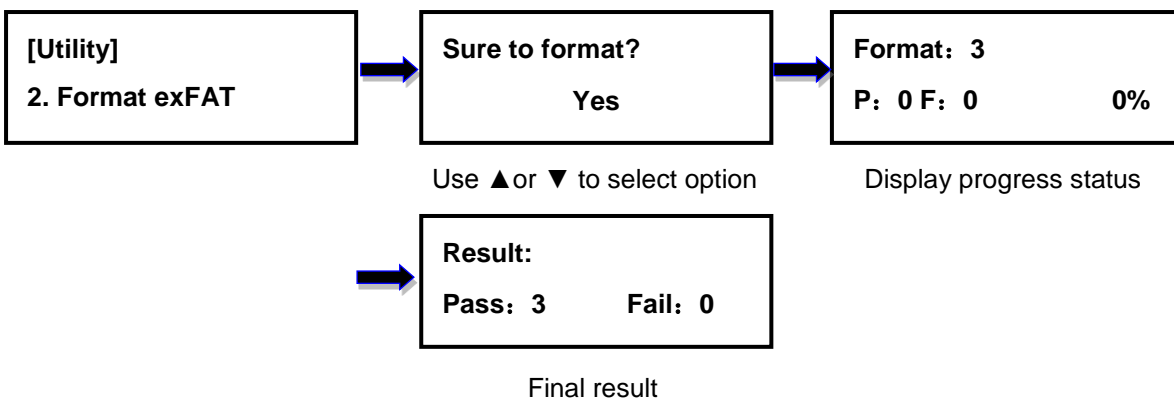 [Utility]
2. Format exFAT
Sure to format?
Yes
Use ▲or ▼ to select option
Format：3
P：0 F：0 0%
Display progress status
Result:
Pass：3 Fail：0
Final result